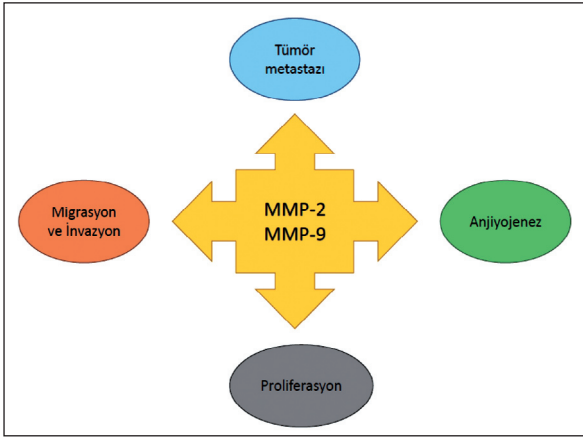 Tümör
metastazı
Migrasyon
ve İnvazyon
MMP-2
MMP-9
Anjiyojenez
Proliferasyon